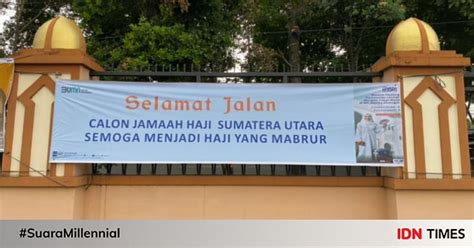 Selamat Jalan
CALON JAMAAH HAJI SUMATERA UTARA
SEMOGA MENJADI HAJI YANG MABRUR
#SuaraMillennial
IDN TIMES